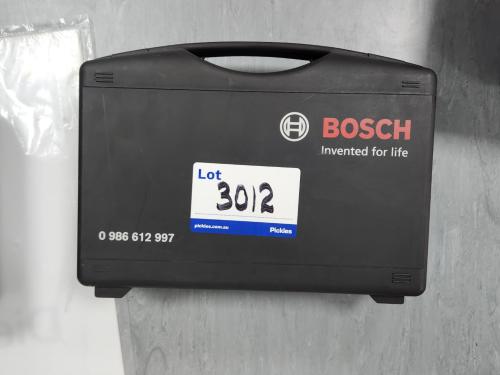 BOSCH
Invented for life
Lot
3012
pickles.com.au
Pickles
0 986 612 997